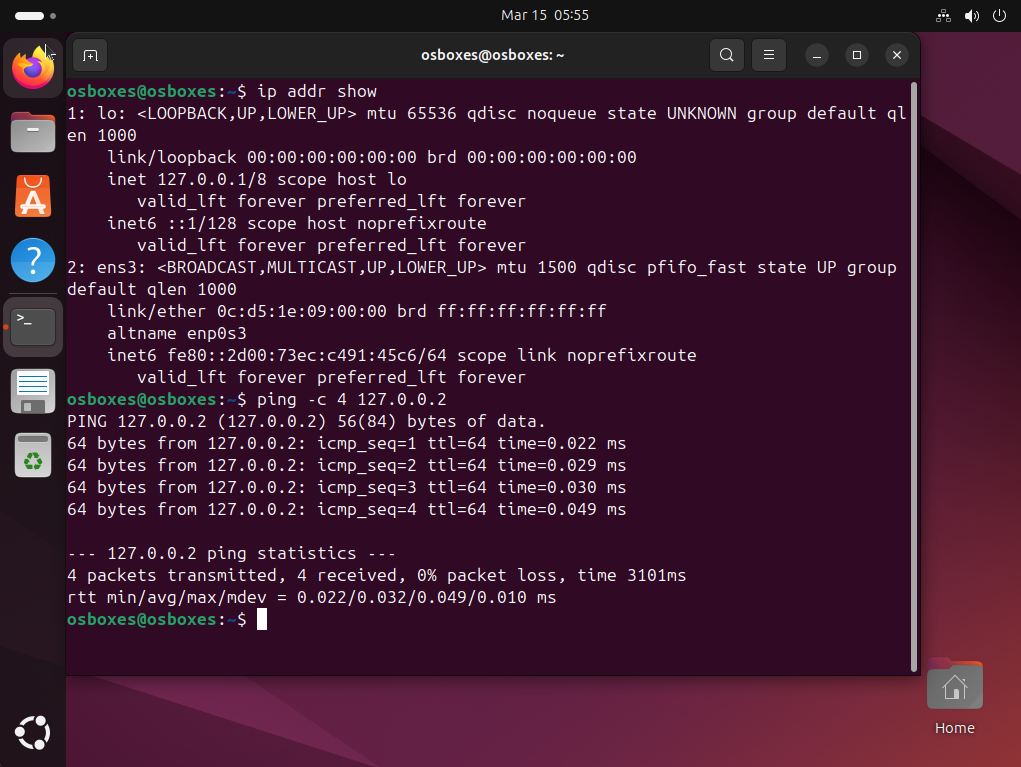 Mar 15 05:55
osboxes@osboxes: ~
osboxes@osboxes:~$ ip addr show
1: lo: <LOOPBACK,UP,LOWER_UP> mtu 65536 qdisc noqueue state UNKNOWN group default ql
en 1000
    link/loopback 00:00:00:00:00:00 brd 00:00:00:00:00:00
    inet 127.0.0.1/8 scope host lo
       valid_lft forever preferred_lft forever
    inet6 ::1/128 scope host noprefixroute
       valid_lft forever preferred_lft forever
2: ens3: <BROADCAST,MULTICAST,UP,LOWER_UP> mtu 1500 qdisc pfifo_fast state UP group
default qlen 1000
    link/ether 0c:d5:1e:09:00:00 brd ff:ff:ff:ff:ff:ff
    altname enp0s3
    inet6 fe80::2d00:73ec:c491:45c6/64 scope link noprefixroute
       valid_lft forever preferred_lft forever
osboxes@osboxes:~$ ping -c 4 127.0.0.2
PING 127.0.0.2 (127.0.0.2) 56(84) bytes of data.
64 bytes from 127.0.0.2: icmp_seq=1 ttl=64 time=0.022 ms
64 bytes from 127.0.0.2: icmp_seq=2 ttl=64 time=0.029 ms
64 bytes from 127.0.0.2: icmp_seq=3 ttl=64 time=0.030 ms
64 bytes from 127.0.0.2: icmp_seq=4 ttl=64 time=0.049 ms

--- 127.0.0.2 ping statistics ---
4 packets transmitted, 4 received, 0% packet loss, time 3101ms
rtt min/avg/max/mdev = 0.022/0.032/0.049/0.010 ms
osboxes@osboxes:~$
Home